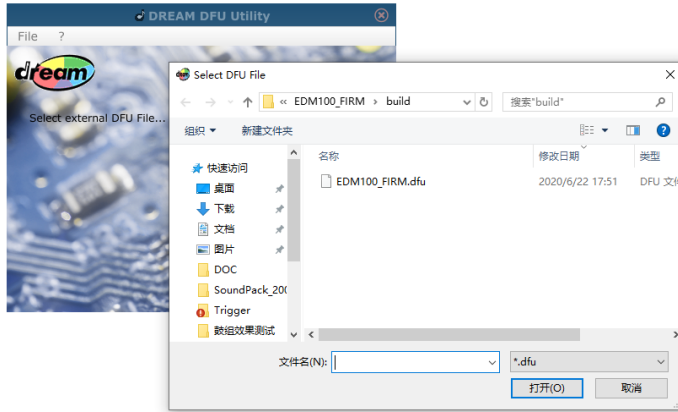 DREAM DFU Utility
File ?
dream
Select external DFU File...
Select DFU File
« EDM100_FIRM > build
搜索"build"
组织 新建文件夹
名称 修改日期 类型
快速访问
EDM100_FIRM.dfu 2020/6/22 17:51 DFU 文件
桌面
下载
文档
图片
DOC
SoundPack_200
Trigger
鼓组效果测试
文件名(N): *.dfu
打开(O) 取消